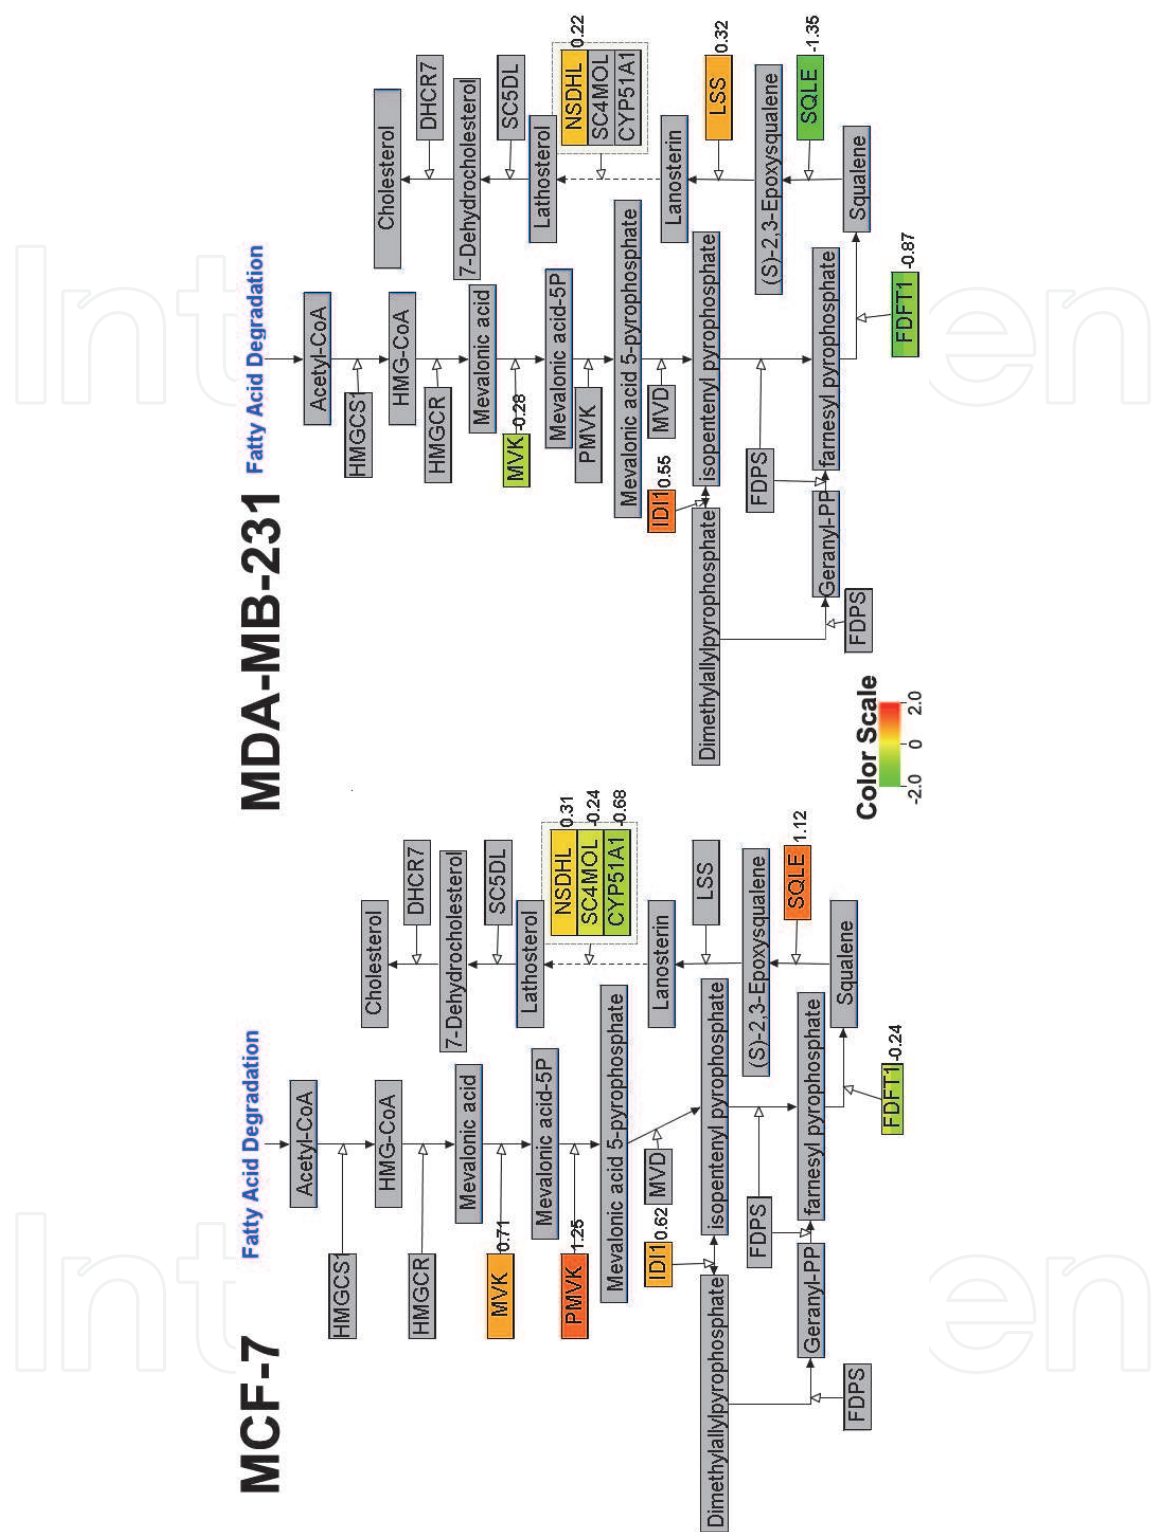 MCF-7
Fatty Acid Degradation
Acetyl-CoA
HMGCS1
HMG-CoA
HMGCR
Mevalonic acid
MVK
0.71
Mevalonic acid-5P
PMVK
1.25
Mevalonic acid 5-pyrophosphate
MVD
IDI1
0.62
isopentenyl pyrophosphate
Dimethylallylpyrophosphate
FDPS
FDPS
Geranyl-PP
farnesyl pyrophosphate
FDFT1
-0.24
Squalene
SQLE
1.12
(S)-2,3-Epoxysqualene
LSS
Lanosterin
NSDHL
0.31
SC4MOL
-0.24
CYP51A1
-0.68
Lathosterol
SC5DL
7-Dehydrocholesterol
DHCR7
Cholesterol
MDA-MB-231
Fatty Acid Degradation
Acetyl-CoA
HMGCS1
HMG-CoA
HMGCR
Mevalonic acid
MVK
-0.28
Mevalonic acid-5P
PMVK
Mevalonic acid 5-pyrophosphate
MVD
IDI1
0.55
isopentenyl pyrophosphate
Dimethylallylpyrophosphate
FDPS
FDPS
Geranyl-PP
farnesyl pyrophosphate
FDFT1
-0.87
Squalene
SQLE
-1.35
(S)-2,3-Epoxysqualene
LSS
0.32
Lanosterin
NSDHL
0.22
SC4MOL
CYP51A1
Lathosterol
SC5DL
7-Dehydrocholesterol
DHCR7
Cholesterol
Color Scale
-2.0 0 2.0